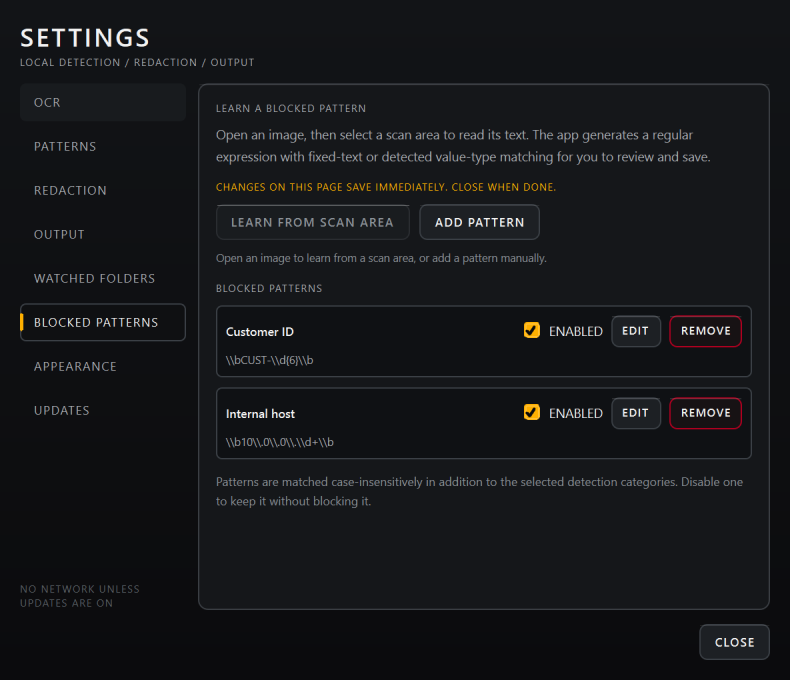 SETTINGS
LOCAL DETECTION / REDACTION / OUTPUT
OCR
PATTERNS
REDACTION
OUTPUT
WATCHED FOLDERS
BLOCKED PATTERNS
APPEARANCE
UPDATES
NO NETWORK UNLESS
UPDATES ARE ON
LEARN A BLOCKED PATTERN
Open an image, then select a scan area to read its text. The app generates a regular
expression with fixed-text or detected value-type matching for you to review and save.
CHANGES ON THIS PAGE SAVE IMMEDIATELY. CLOSE WHEN DONE.
LEARN FROM SCAN AREA ADD PATTERN
Open an image to learn from a scan area, or add a pattern manually.
BLOCKED PATTERNS
Customer ID ENABLED EDIT REMOVE
\\bCUST-\\d{6}\\b
Internal host ENABLED EDIT REMOVE
\\b10\\.0\\.0\\.\\d+\\b
Patterns are matched case-insensitively in addition to the selected detection categories. Disable one
to keep it without blocking it.
CLOSE